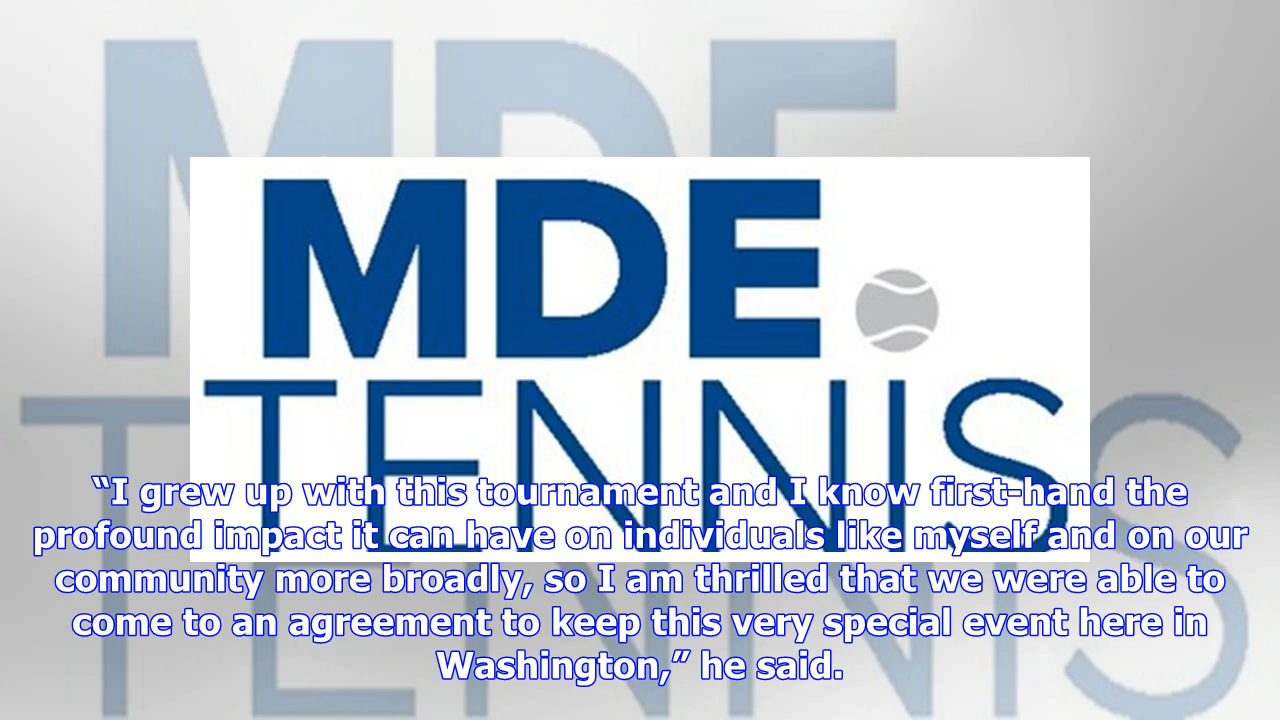 MDE
TENNIS
“I grew up with this tournament and I know first-hand the
profound impact it can have on individuals like myself and on our
community more broadly, so I am thrilled that we were able to
come to an agreement to keep this very special event here in
Washington,” he said.